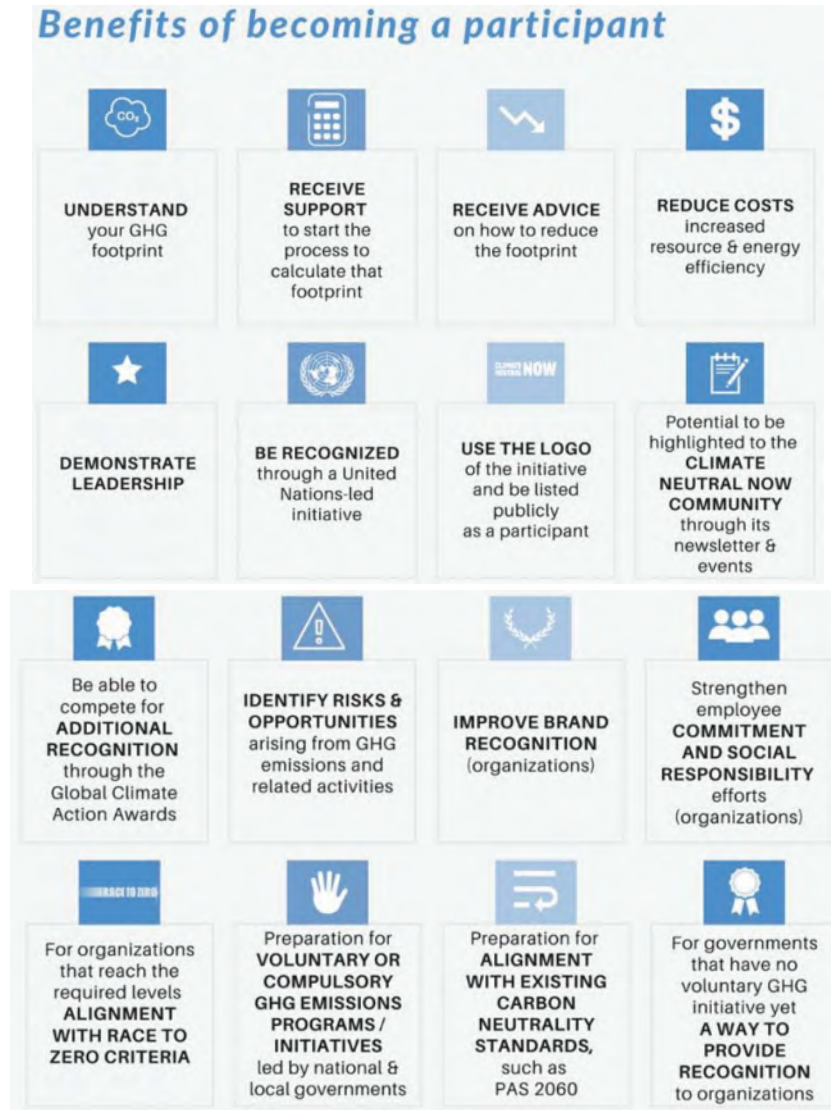 Benefits of becoming a participant
CO₂
UNDERSTAND
your GHG
footprint
RECEIVE
SUPPORT
to start the
process to
calculate that
footprint
RECEIVE ADVICE
on how to reduce
the footprint
$
REDUCE COSTS
increased
resource & energy
efficiency
DEMONSTRATE
LEADERSHIP
BE RECOGNIZED
through a United
Nations-led
initiative
CLIMATE
NEUTRAL NOW
USE THE LOGO
of the initiative
and be listed
publicly
as a participant
Potential to be
highlighted to the
CLIMATE
NEUTRAL NOW
COMMUNITY
through its
newsletter &
events
Be able to
compete for
ADDITIONAL
RECOGNITION
through the
Global Climate
Action Awards
!
IDENTIFY RISKS &
OPPORTUNITIES
arising from GHG
emissions and
related activities
IMPROVE BRAND
RECOGNITION
(organizations)
Strengthen
employee
COMMITMENT
AND SOCIAL
RESPONSIBILITY
efforts
(organizations)
RACE TO ZERO
For organizations
that reach the
required levels
ALIGNMENT
WITH RACE TO
ZERO CRITERIA
Preparation for
VOLUNTARY OR
COMPULSORY
GHG EMISSIONS
PROGRAMS /
INITIATIVES
led by national &
local governments
Preparation for
ALIGNMENT
WITH EXISTING
CARBON
NEUTRALITY
STANDARDS,
such as
PAS 2060
For governments
that have no
voluntary GHG
initiative yet
A WAY TO
PROVIDE
RECOGNITION
to organizations